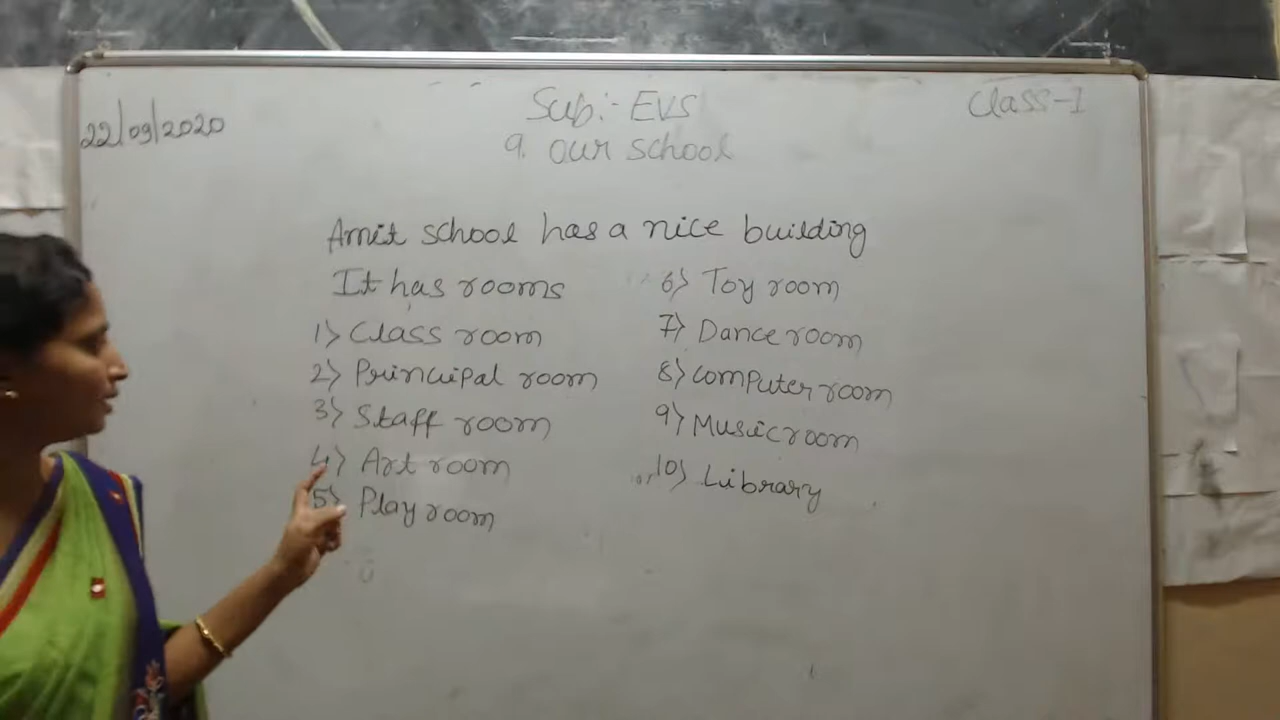 22/09/2020
Sub:- EVS
Class-I
9. Our school
Amit school has a nice building
It has rooms
1) Class room
2) Principal room
3) Staff room
4) Art room
5) Play room
6) Toy room
7) Dance room
8) computer room
9) Music room
10) Library